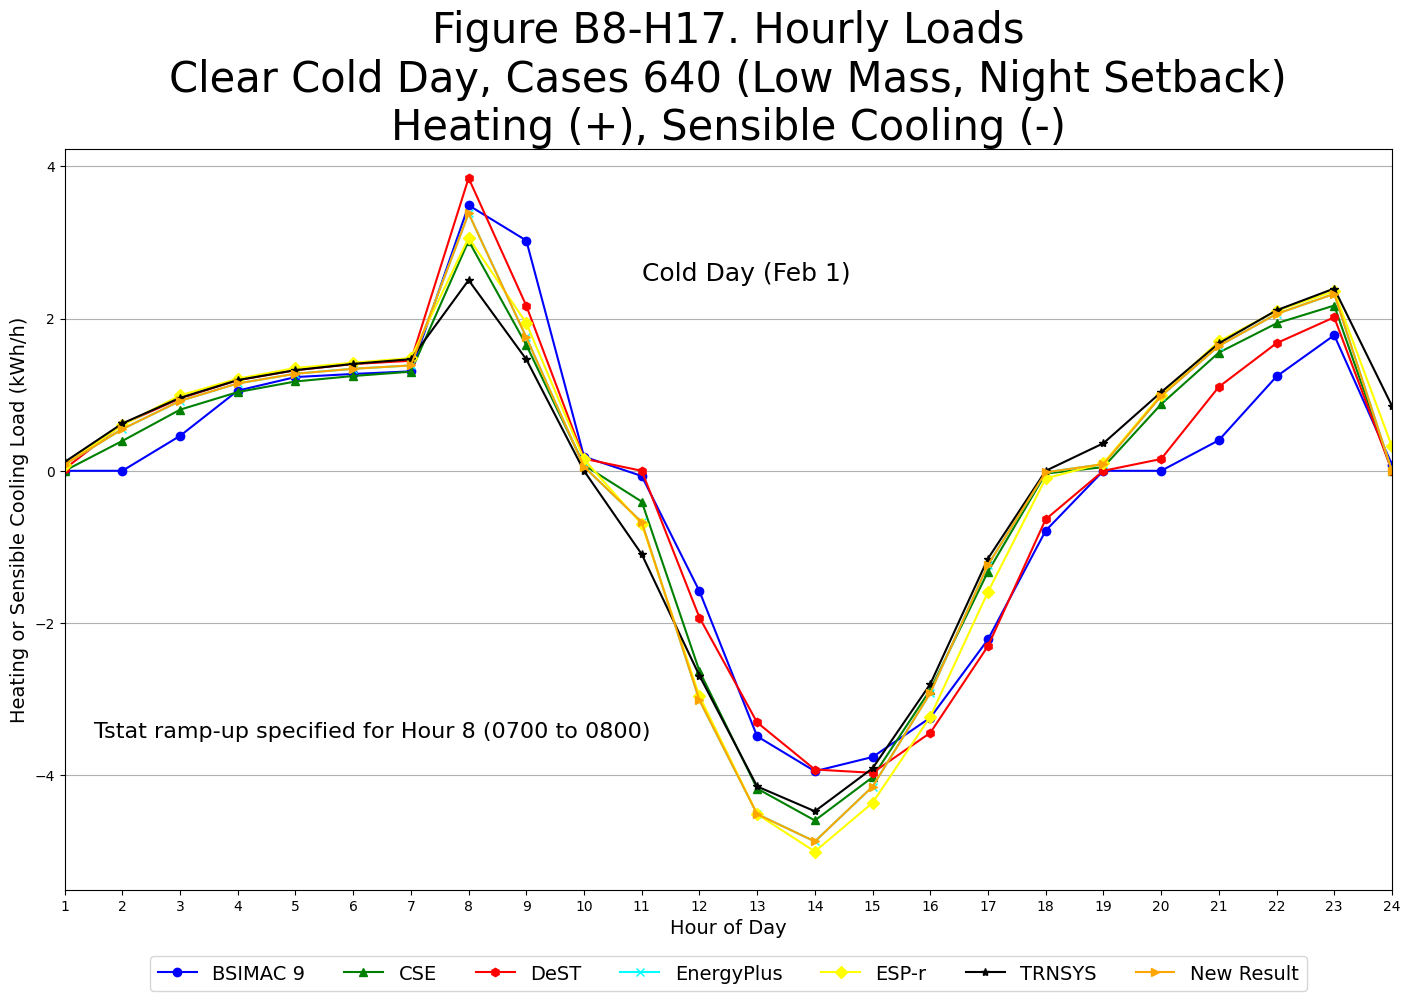 Figure B8-H17. Hourly Loads
Clear Cold Day, Cases 640 (Low Mass, Night Setback)
Heating (+), Sensible Cooling (-)
Heating or Sensible Cooling Load (kWh/h)
4
2
0
−2
−4
Cold Day (Feb 1)
Tstat ramp-up specified for Hour 8 (0700 to 0800)
1 2 3 4 5 6 7 8 9 10 11 12 13 14 15 16 17 18 19 20 21 22 23 24
Hour of Day
BSIMAC 9 CSE DeST EnergyPlus ESP-r TRNSYS New Result